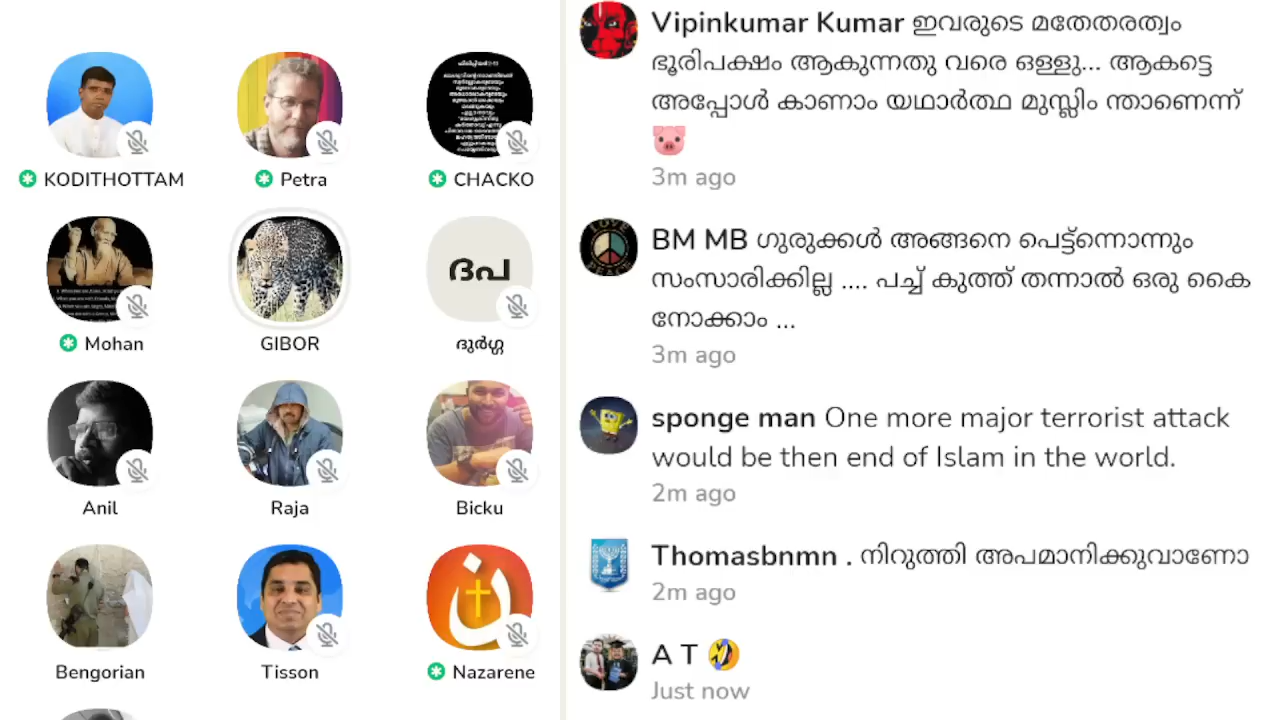 KODITHOTTAM
Petra
CHACKO
Mohan
GIBOR
ദപ
ദുർഗ്ഗ
Anil
Raja
Bicku
Bengorian
Tisson
Nazarene
Vipinkumar Kumar ഇവരുടെ മതേതരത്വം
ഭൂരിപക്ഷം ആകുന്നതു വരെ ഒള്ളു... ആകട്ടെ
അപ്പോൾ കാണാം യഥാർത്ഥ മുസ്ലിം ന്താണെന്ന്
🐷
3m ago
BM MB ഗുരുക്കൾ അങ്ങനെ പെട്ട്ന്നൊന്നും
സംസാരിക്കില്ല .... പച്ച് കുത്ത് തന്നാൽ ഒരു കൈ
നോക്കാം ...
3m ago
sponge man One more major terrorist attack
would be then end of Islam in the world.
2m ago
Thomasbnmn . നിറുത്തി അപമാനിക്കുവാണോ
2m ago
A T 🤣
Just now